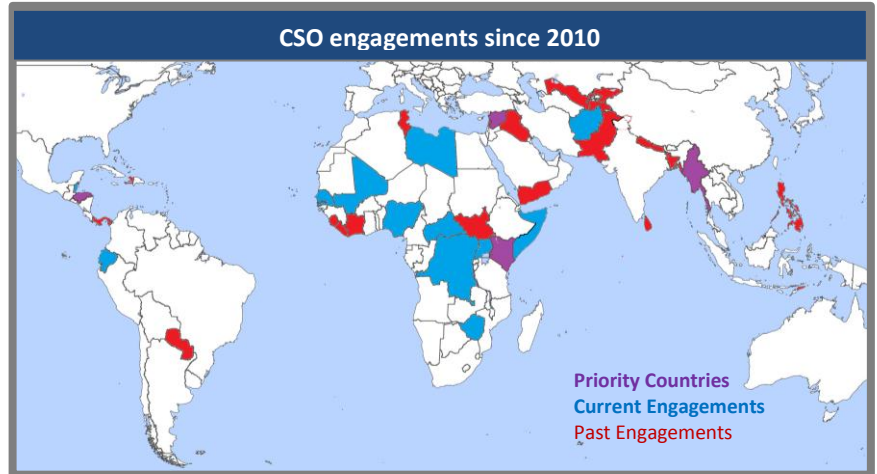 CSO engagements since 2010
Priority Countries
Current Engagements
Past Engagements